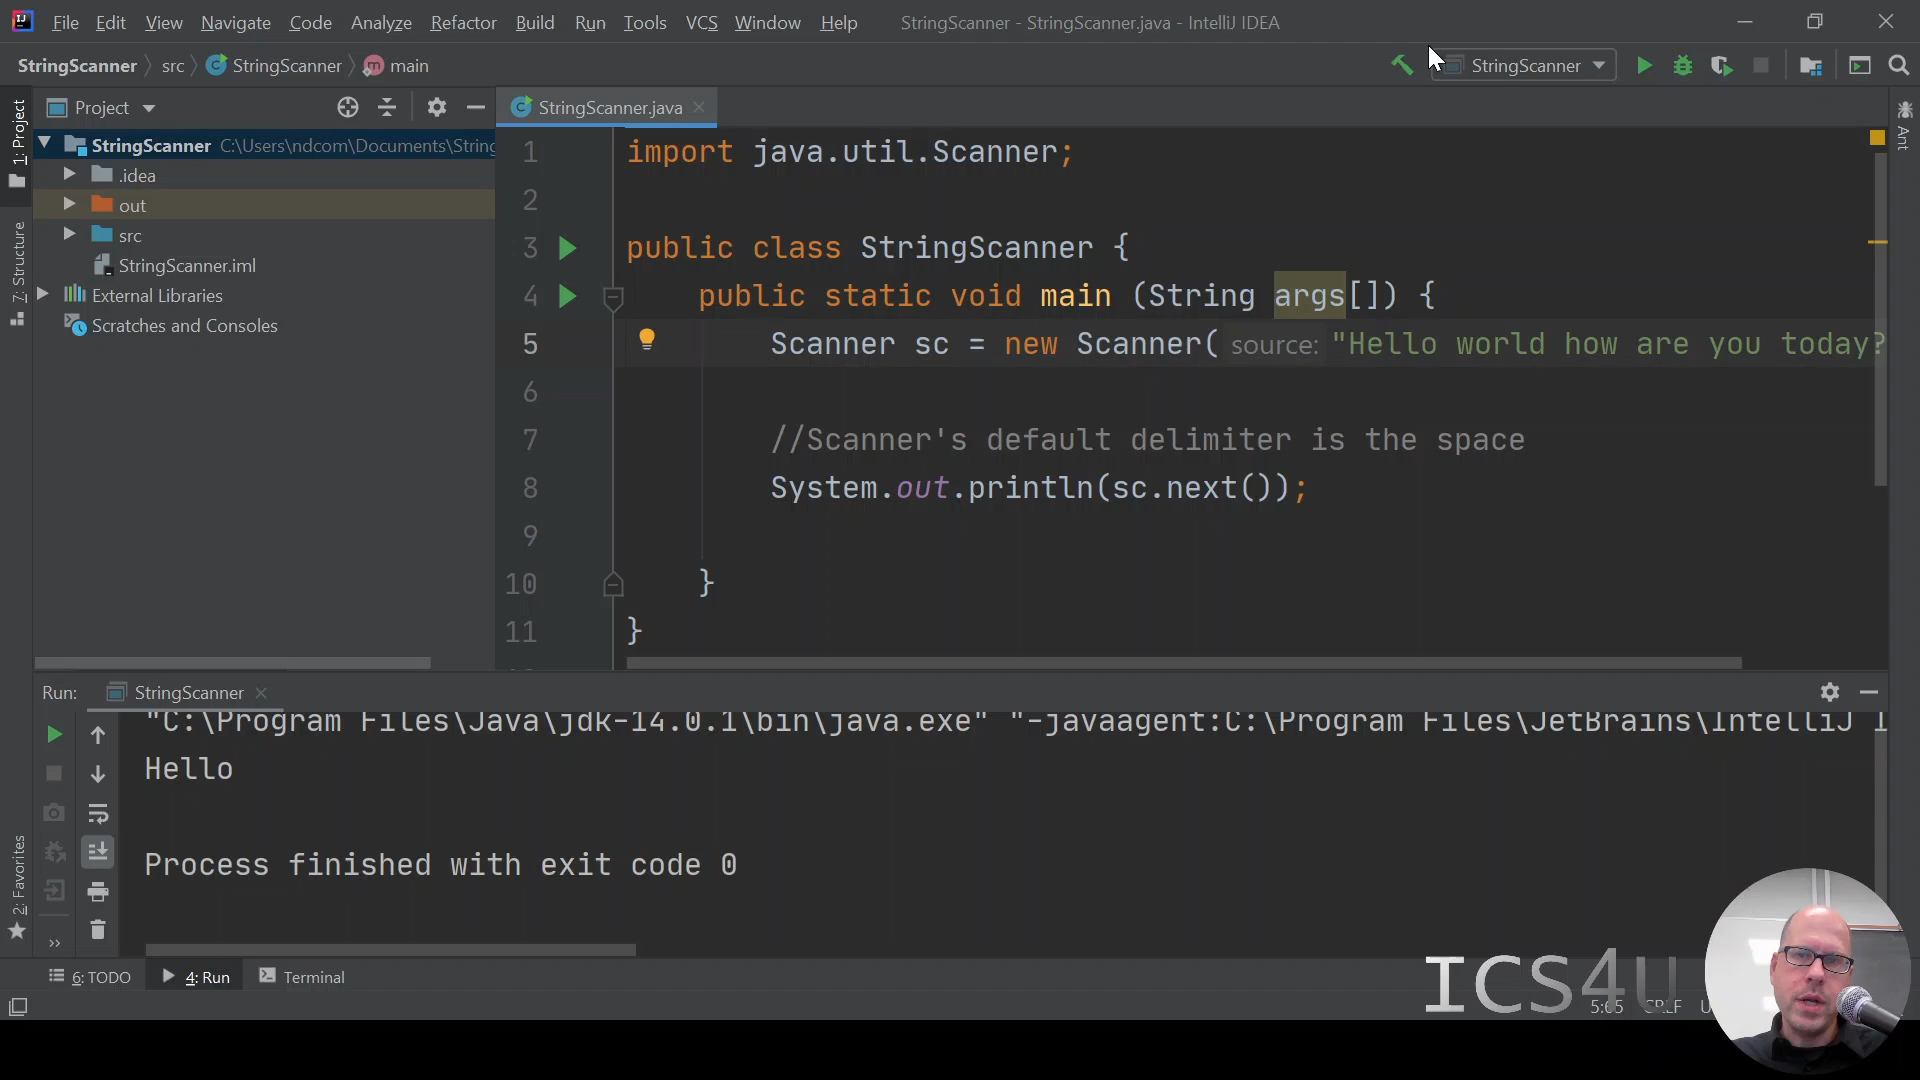 File Edit View Navigate Code Analyze Refactor Build Run Tools VCS Window Help StringScanner - StringScanner.java - IntelliJ IDEA
StringScanner src StringScanner main StringScanner
1: Project
Project
StringScanner.java
Ant
StringScanner C:\Users\ndcom\Documents\String
.idea
out
src
StringScanner.iml
External Libraries
Scratches and Consoles
7: Structure
1 import java.util.Scanner;
2
3 public class StringScanner {
4 public static void main (String args[]) {
5 Scanner sc = new Scanner( source: "Hello world how are you today?
6
7 //Scanner's default delimiter is the space
8 System.out.println(sc.next());
9
10 }
11 }
Run: StringScanner
"C:\Program Files\Java\jdk-14.0.1\bin\java.exe" "-javaagent:C:\Program Files\JetBrains\IntelliJ I
Hello
Process finished with exit code 0
2: Favorites
6: TODO 4: Run Terminal
ICS4U
5:65 CRLF U